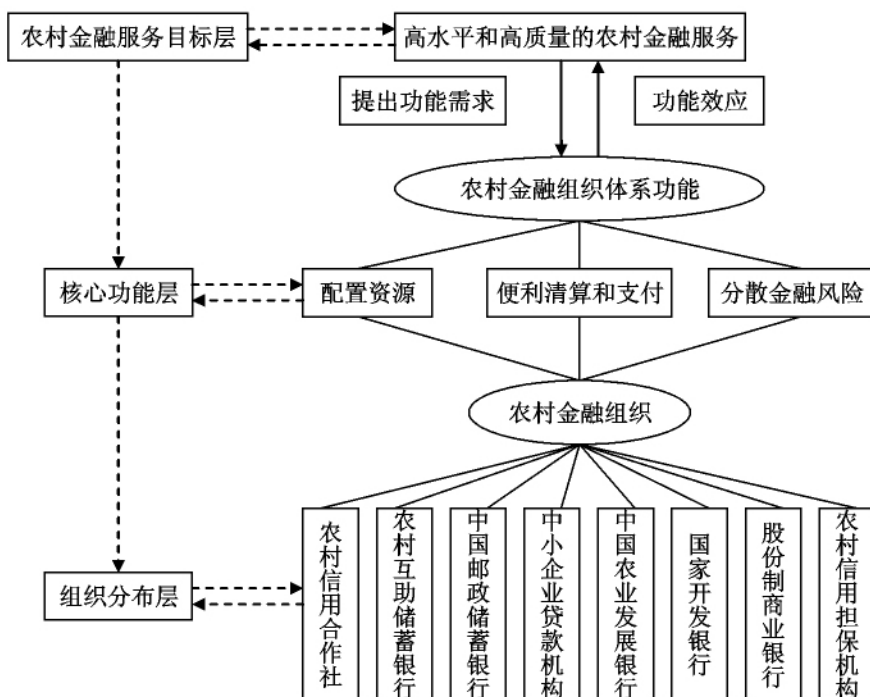 农村金融服务目标层
高水平和高质量的农村金融服务
提出功能需求
功能效应
农村金融组织体系功能
核心功能层
配置资源
便利清算和支付
分散金融风险
农村金融组织
组织分布层
农村信用合作社
农村互助储蓄银行
中国邮政储蓄银行
中小企业贷款机构
中国农业发展银行
国家开发银行
股份制商业银行
农村信用担保机构